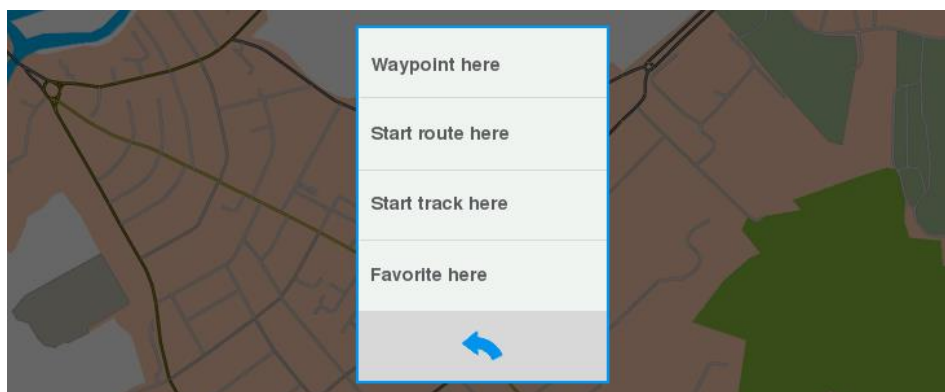 Waypoint here
Start route here
Start track here
Favorite here